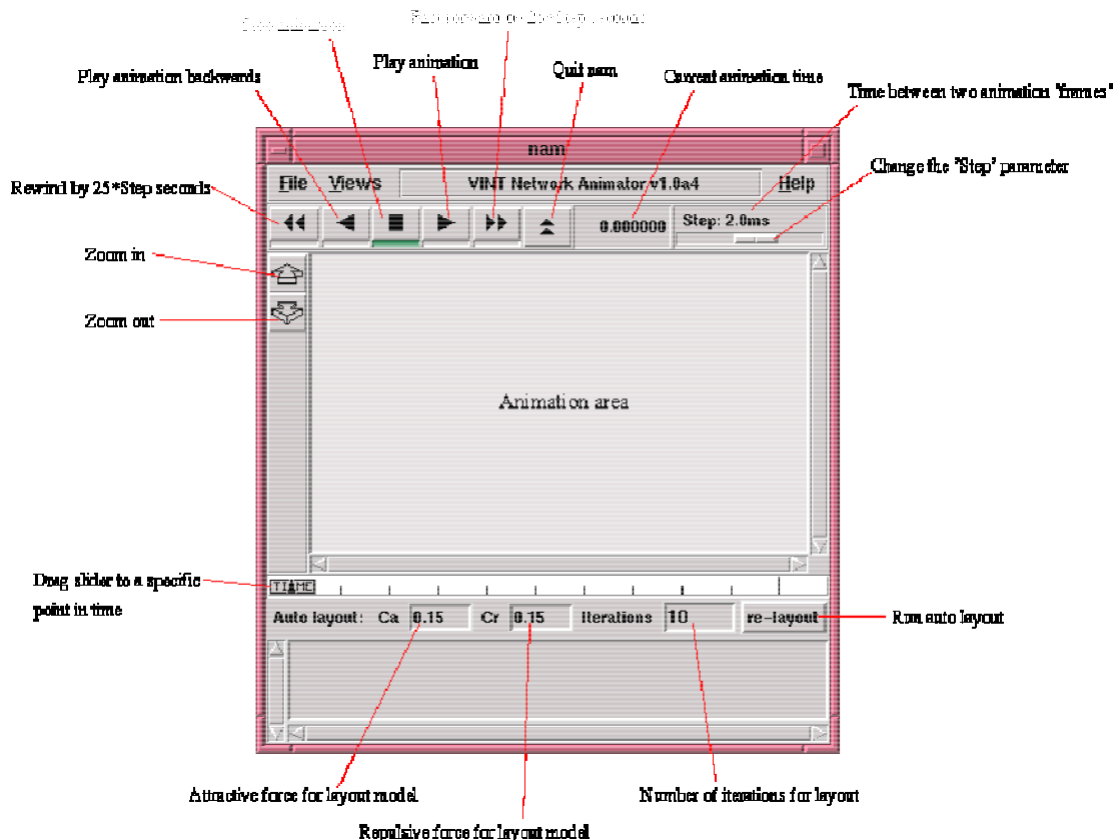 Play animation backwards
Play animation
Quit nam
Current animation time
Time between two animation "frames"
Change the "Step" parameter
Rewind by 25*Step seconds
nam
File Views VINT Network Animator v1.0a4 Help
0.000000
Step: 2.0ms
Zoom in
Zoom out
Animation area
Drag slider to a specific
point in time
TIME
Auto layout: Ca 0.15 Cr 0.15 Iterations 10 re-layout
Run auto layout
Attractive force for layout model
Number of iterations for layout
Repulsive force for layout model